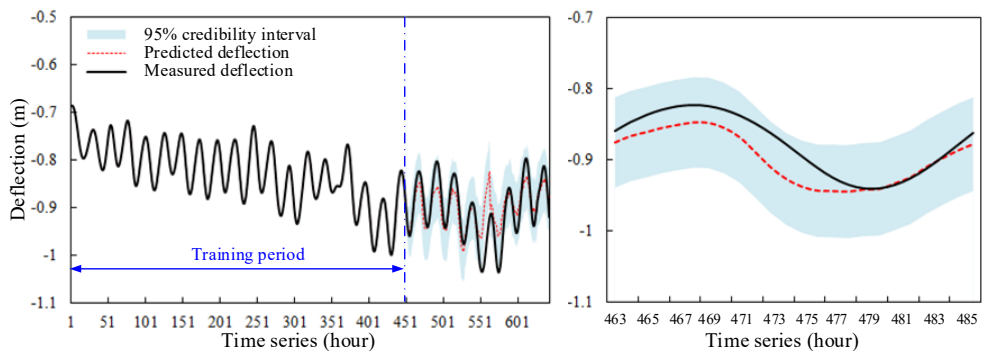 -0.5
-0.6
-0.7
-0.8
-0.9
-1
-1.1
Deflection (m)
95% credibility interval
Predicted deflection
Measured deflection
Training period
1 51 101 151 201 251 301 351 401 451 501 551 601
Time series (hour)
-0.7
-0.8
-0.9
-1
-1.1
463 465 467 469 471 473 475 477 479 481 483 485
Time series (hour)